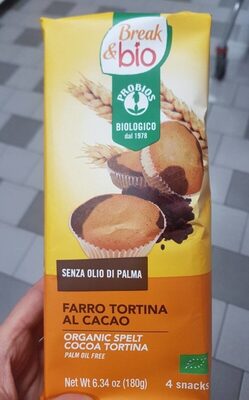 Break
& bio
PROBIOS
BIOLOGICO
dal 1978
SENZA OLIO DI PALMA
FARRO TORTINA
AL CACAO
ORGANIC SPELT
COCOA TORTINA
PALM OIL FREE
Net Wt 6.34 oz (180g)
4 snacks